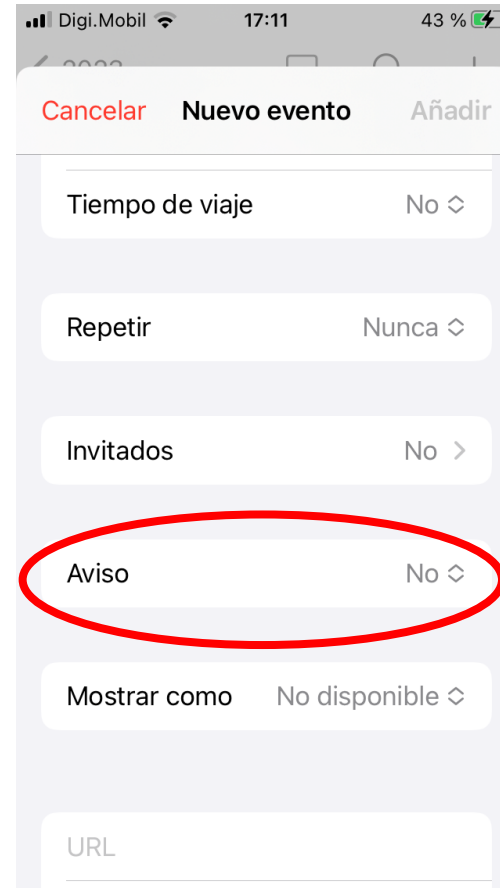 Digi.Mobil 17:11 43 %
Cancelar Nuevo evento Añadir
Tiempo de viaje No
Repetir Nunca
Invitados No
Aviso No
Mostrar como No disponible
URL